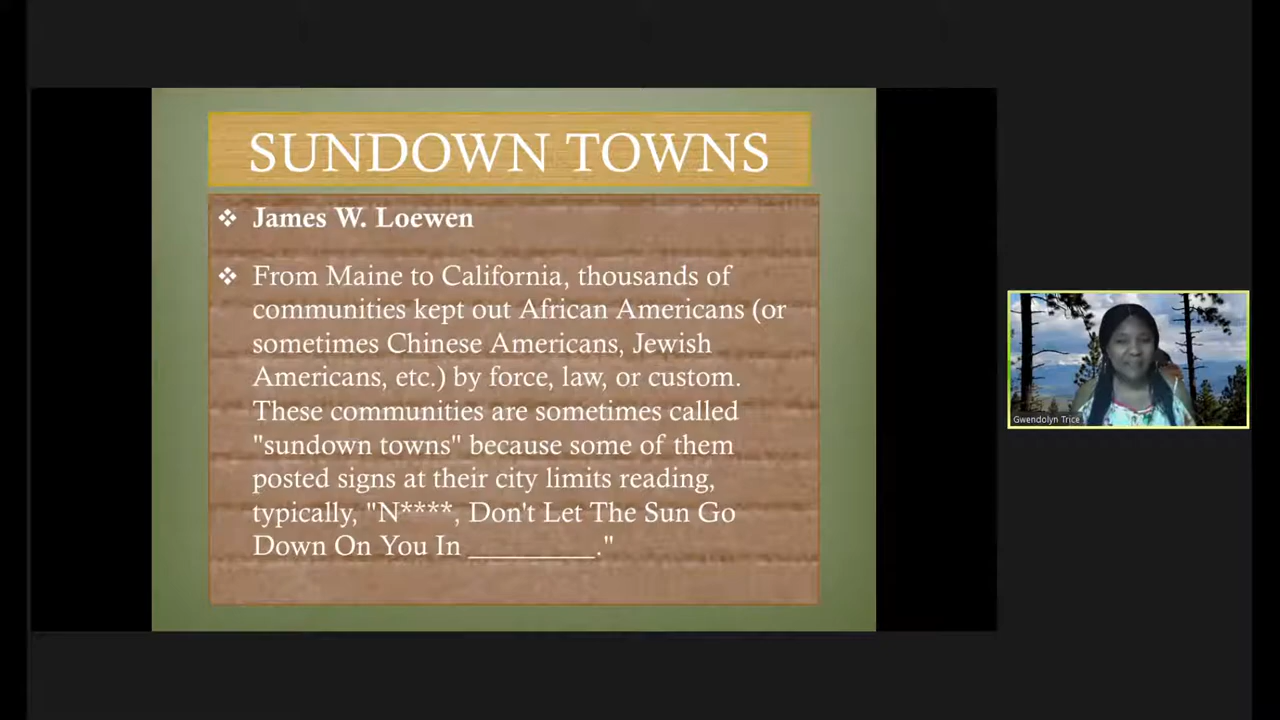 SUNDOWN TOWNS
❖ James W. Loewen
❖ From Maine to California, thousands of
communities kept out African Americans (or
sometimes Chinese Americans, Jewish
Americans, etc.) by force, law, or custom.
These communities are sometimes called
"sundown towns" because some of them
posted signs at their city limits reading,
typically, "N****, Don't Let The Sun Go
Down On You In _________."
Gwendolyn Trice